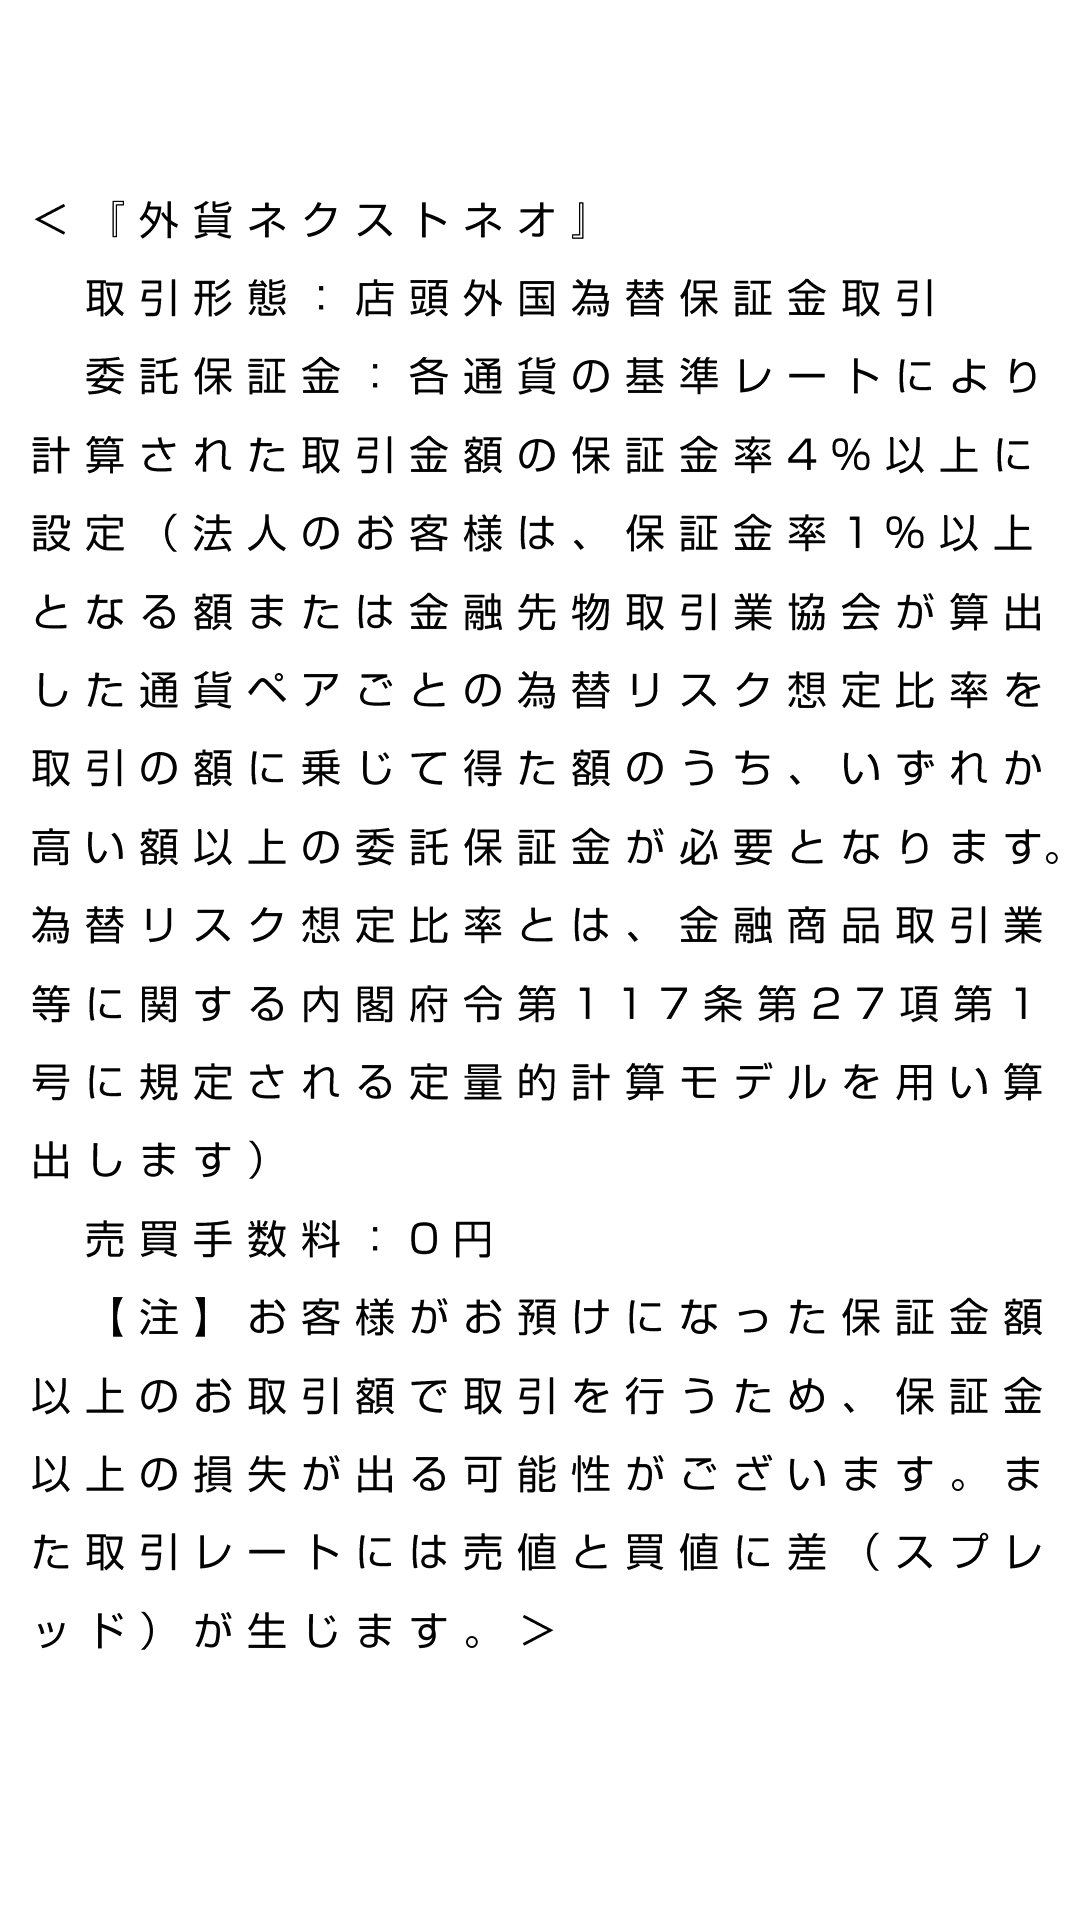 ＜『外貨ネクストネオ』
　取引形態：店頭外国為替保証金取引
　委託保証金：各通貨の基準レートにより
計算された取引金額の保証金率4％以上に
設定（法人のお客様は、保証金率1％以上
となる額または金融先物取引業協会が算出
した通貨ペアごとの為替リスク想定比率を
取引の額に乗じて得た額のうち、いずれか
高い額以上の委託保証金が必要となります。
為替リスク想定比率とは、金融商品取引業
等に関する内閣府令第117条第27項第1
号に規定される定量的計算モデルを用い算
出します）
　売買手数料：0円
　【注】お客様がお預けになった保証金額
以上のお取引額で取引を行うため、保証金
以上の損失が出る可能性がございます。ま
た取引レートには売値と買値に差（スプレ
ッド）が生じます。＞